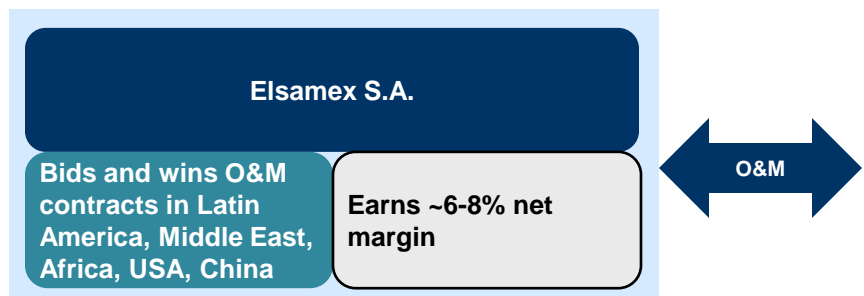 Elsamex S.A.
Bids and wins O&M
contracts in Latin
America, Middle East,
Africa, USA, China
Earns ~6-8% net
margin
O&M